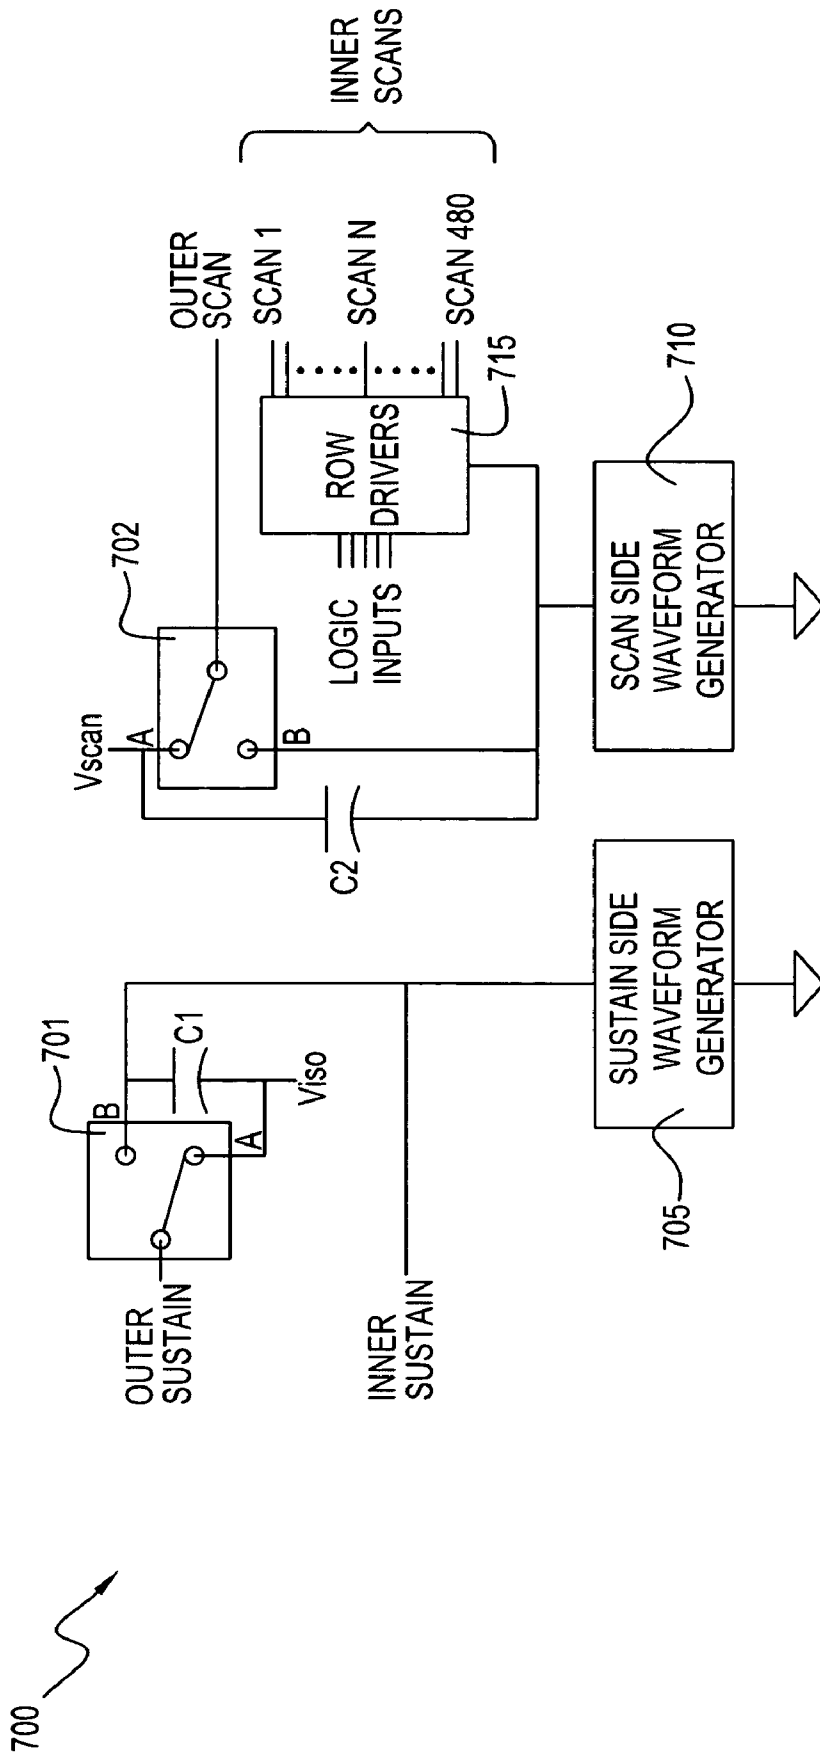 700
OUTER
SUSTAIN
701
B
A
C1
Viso
INNER
SUSTAIN
705
SUSTAIN SIDE
WAVEFORM
GENERATOR
Vscan
A
702
B
C2
OUTER
SCAN
LOGIC
INPUTS
ROW
DRIVERS
715
SCAN 1
SCAN N
SCAN 480
INNER
SCANS
710
SCAN SIDE
WAVEFORM
GENERATOR